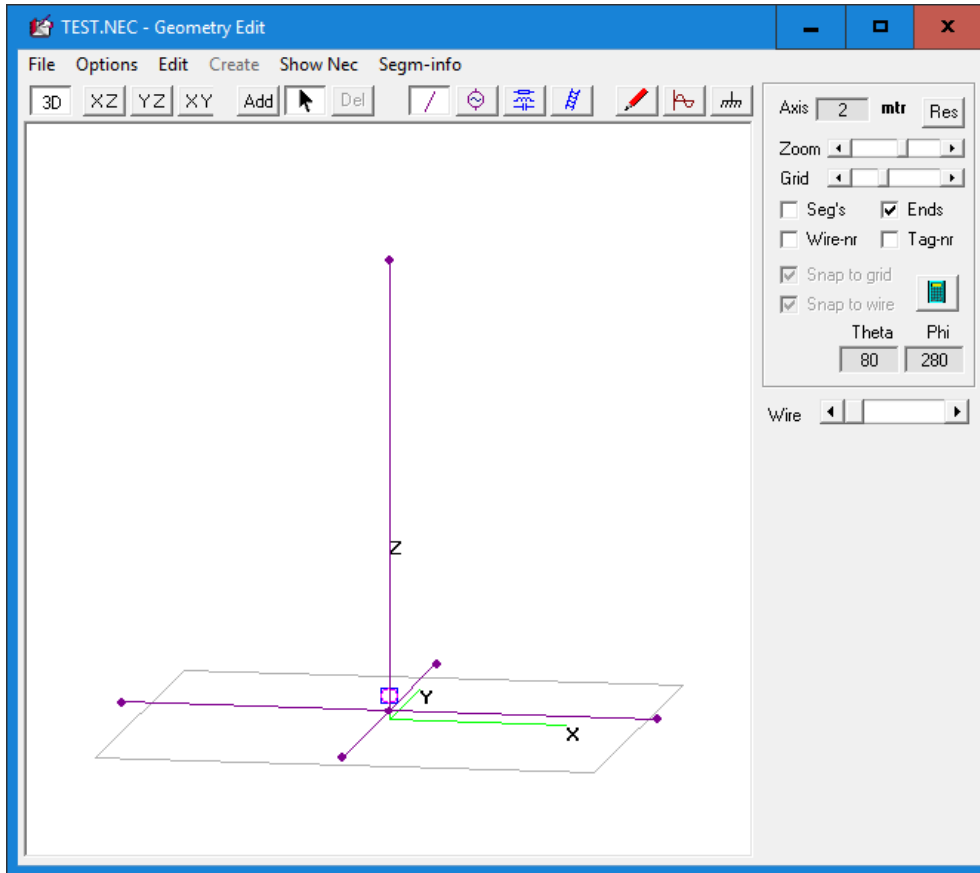 TEST.NEC - Geometry Edit
File Options Edit Create Show Nec Segm-info
3D XZ YZ XY Add Del
Axis 2 mtr Res
Zoom
Grid
Seg's Ends
Wire-nr Tag-nr
Snap to grid
Snap to wire
Theta Phi
80 280
Wire
Z
Y
X